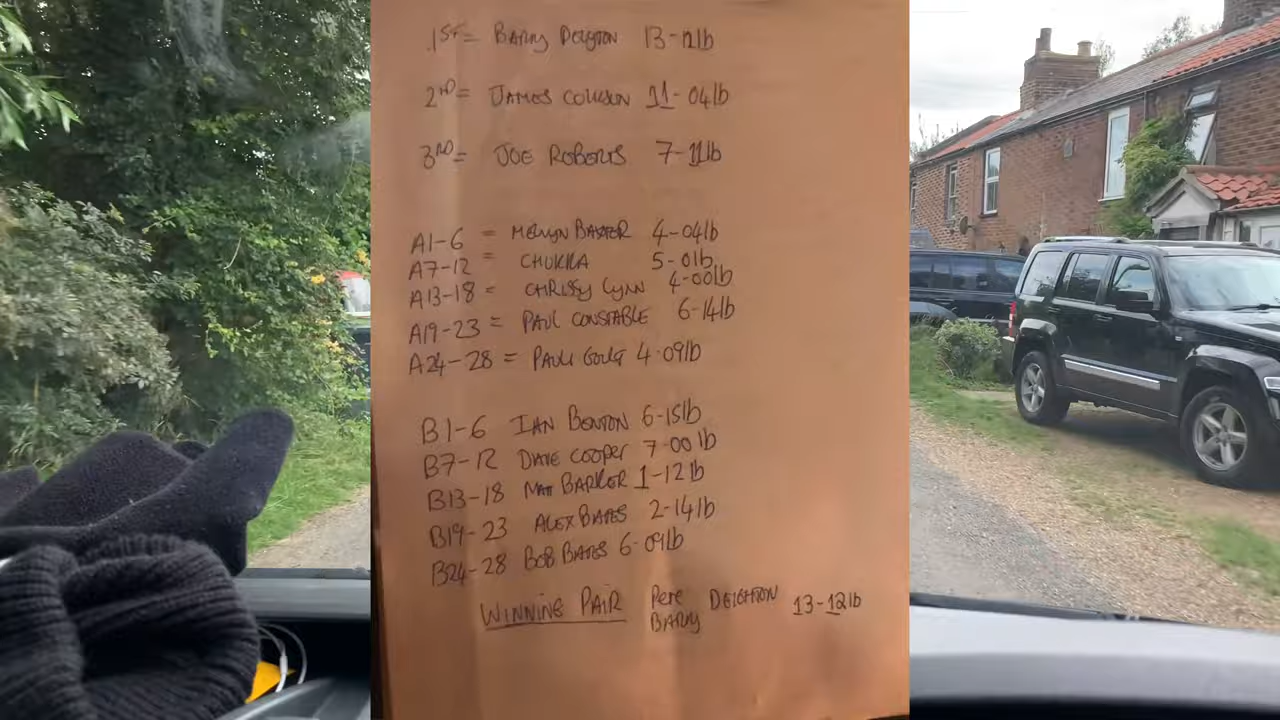 1ST = BARRY DEIGHTON 13-12lb
2ND = JAMES COULSON 11-04lb
3RD = JOE ROBERTS 7-11lb
A1-6 = MELVYN BAXTER 4-04lb
A7-12 = CHUKKA 5-01b
A13-18 = CHRISSY LYNN 4-00lb
A19-23 = PAUL CONSTABLE 6-14lb
A24-28 = PAUL 4-09lb
B1-6 IAN BENTON 6-15lb
B7-12 DAVE COOPER 7-00lb
B13-18 MATT BARKER 1-12lb
B19-23 ALEX BATES 2-14lb
B24-28 BOB BATES 6-09lb
WINNING PAIR Pete DEIGHTON 13-12lb
BARRY